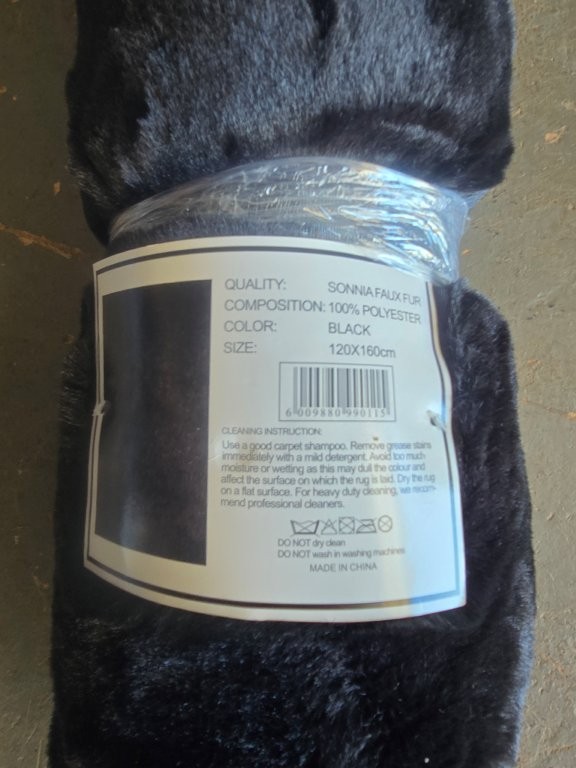 QUALITY: SONNIA FAUX FUR
COMPOSITION: 100% POLYESTER
COLOR: BLACK
SIZE: 120X160cm
6 009880 990115
CLEANING INSTRUCTION:
Use a good carpet shampoo. Remove grease stains
immediately with a mild detergent. Avoid too much
moisture or wetting as this may dull the colour and
affect the surface on which the rug is laid. Dry the rug
on a flat surface. For heavy duty cleaning, we recom-
mend professional cleaners.
DO NOT dry clean
DO NOT wash in washing machines
MADE IN CHINA